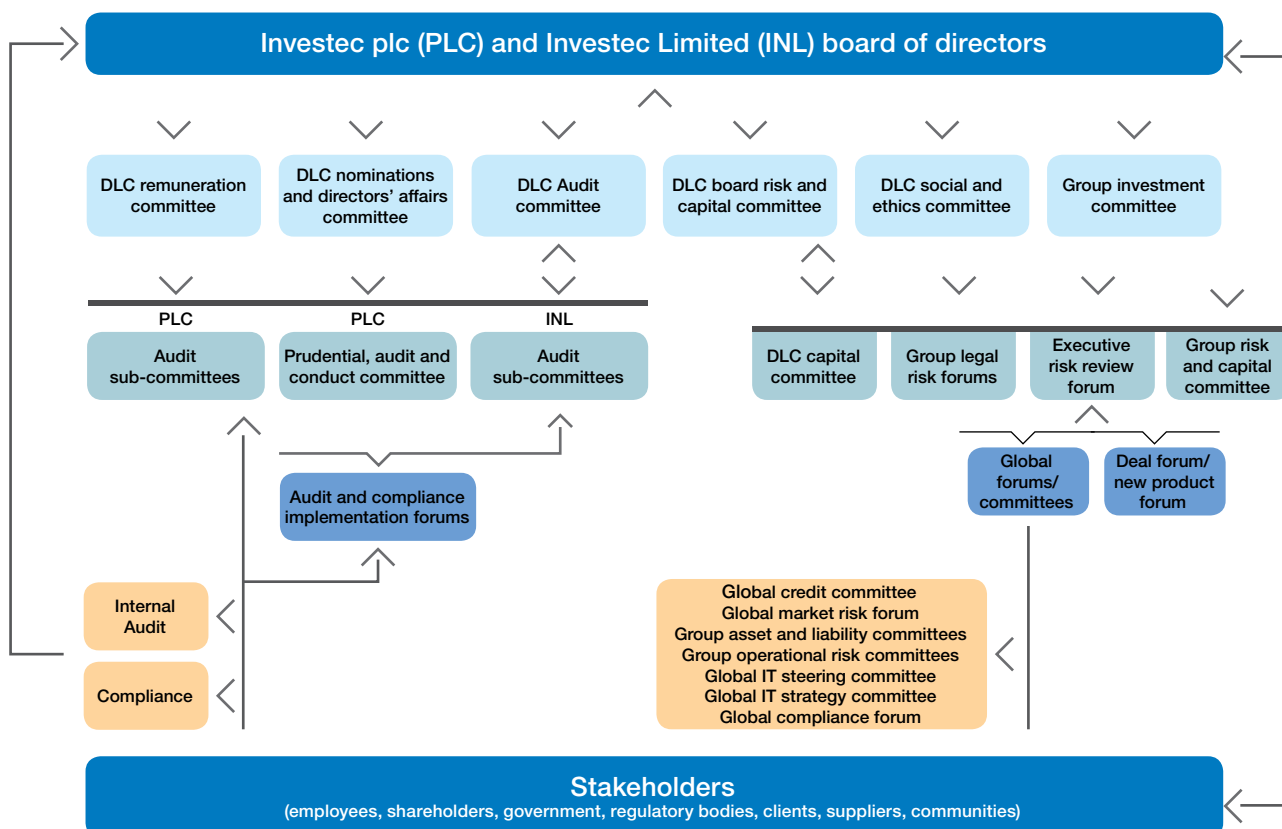 Investec plc (PLC) and Investec Limited (INL) board of directors
DLC remuneration
committee
DLC nominations
and directors’ affairs
committee
DLC Audit
committee
DLC board risk and
capital committee
DLC social and
ethics committee
Group investment
committee
PLC
Audit
sub-committees
PLC
Prudential, audit and
conduct committee
INL
Audit
sub-committees
DLC capital
committee
Group legal
risk forums
Executive
risk review
forum
Group risk
and capital
committee
Audit and compliance
implementation forums
Global
forums/
committees
Deal forum/
new product
forum
Internal
Audit
Compliance
Global credit committee
Global market risk forum
Group asset and liability committees
Group operational risk committees
Global IT steering committee
Global IT strategy committee
Global compliance forum
Stakeholders
(employees, shareholders, government, regulatory bodies, clients, suppliers, communities)